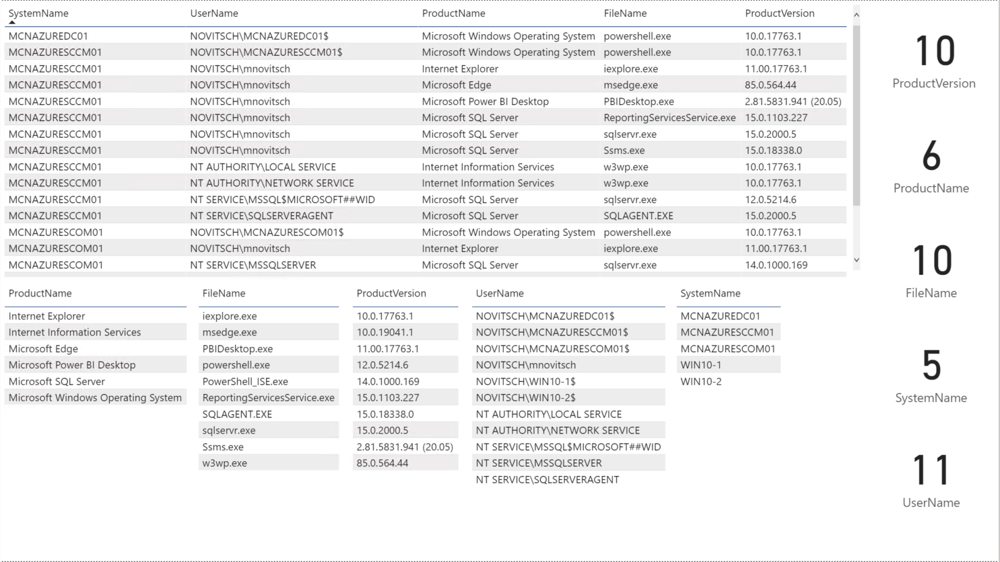 SystemName UserName ProductName FileName ProductVersion
MCNAZUREDC01 NOVITSCH\MCNAZUREDC01$ Microsoft Windows Operating System powershell.exe 10.0.17763.1
MCNAZURESCCM01 NOVITSCH\MCNAZURESCCM01$ Microsoft Windows Operating System powershell.exe 10.0.17763.1
MCNAZURESCCM01 NOVITSCH\mnovitsch Internet Explorer iexplore.exe 11.00.17763.1
MCNAZURESCCM01 NOVITSCH\mnovitsch Microsoft Edge msedge.exe 85.0.564.44
MCNAZURESCCM01 NOVITSCH\mnovitsch Microsoft Power BI Desktop PBIDesktop.exe 2.81.5831.941 (20.05)
MCNAZURESCCM01 NOVITSCH\mnovitsch Microsoft SQL Server ReportingServicesService.exe 15.0.1103.227
MCNAZURESCCM01 NOVITSCH\mnovitsch Microsoft SQL Server sqlservr.exe 15.0.2000.5
MCNAZURESCCM01 NOVITSCH\mnovitsch Microsoft SQL Server Ssms.exe 15.0.18338.0
MCNAZURESCCM01 NT AUTHORITY\LOCAL SERVICE Internet Information Services w3wp.exe 10.0.17763.1
MCNAZURESCCM01 NT AUTHORITY\NETWORK SERVICE Internet Information Services w3wp.exe 10.0.17763.1
MCNAZURESCCM01 NT SERVICE\MSSQL$MICROSOFT##WID Microsoft SQL Server sqlservr.exe 12.0.5214.6
MCNAZURESCCM01 NT SERVICE\SQLSERVERAGENT Microsoft SQL Server SQLAGENT.EXE 15.0.2000.5
MCNAZURESCOM01 NOVITSCH\MCNAZURESCOM01$ Microsoft Windows Operating System powershell.exe 10.0.17763.1
MCNAZURESCOM01 NOVITSCH\mnovitsch Internet Explorer iexplore.exe 11.00.17763.1
MCNAZURESCOM01 NT SERVICE\MSSQLSERVER Microsoft SQL Server sqlservr.exe 14.0.1000.169
ProductName FileName ProductVersion UserName SystemName
Internet Explorer iexplore.exe 10.0.17763.1 NOVITSCH\MCNAZUREDC01$ MCNAZUREDC01
Internet Information Services msedge.exe 10.0.19041.1 NOVITSCH\MCNAZURESCCM01$ MCNAZURESCCM01
Microsoft Edge PBIDesktop.exe 11.00.17763.1 NOVITSCH\MCNAZURESCOM01$ MCNAZURESCOM01
Microsoft Power BI Desktop powershell.exe 12.0.5214.6 NOVITSCH\mnovitsch WIN10-1
Microsoft SQL Server PowerShell_ISE.exe 14.0.1000.169 NOVITSCH\WIN10-1$ WIN10-2
Microsoft Windows Operating System ReportingServicesService.exe 15.0.1103.227 NOVITSCH\WIN10-2$
SQLAGENT.EXE 15.0.18338.0 NT AUTHORITY\LOCAL SERVICE
sqlservr.exe 15.0.2000.5 NT AUTHORITY\NETWORK SERVICE
Ssms.exe 2.81.5831.941 (20.05) NT SERVICE\MSSQL$MICROSOFT##WID
w3wp.exe 85.0.564.44 NT SERVICE\MSSQLSERVER
NT SERVICE\SQLSERVERAGENT
10
ProductVersion
6
ProductName
10
FileName
5
SystemName
11
UserName